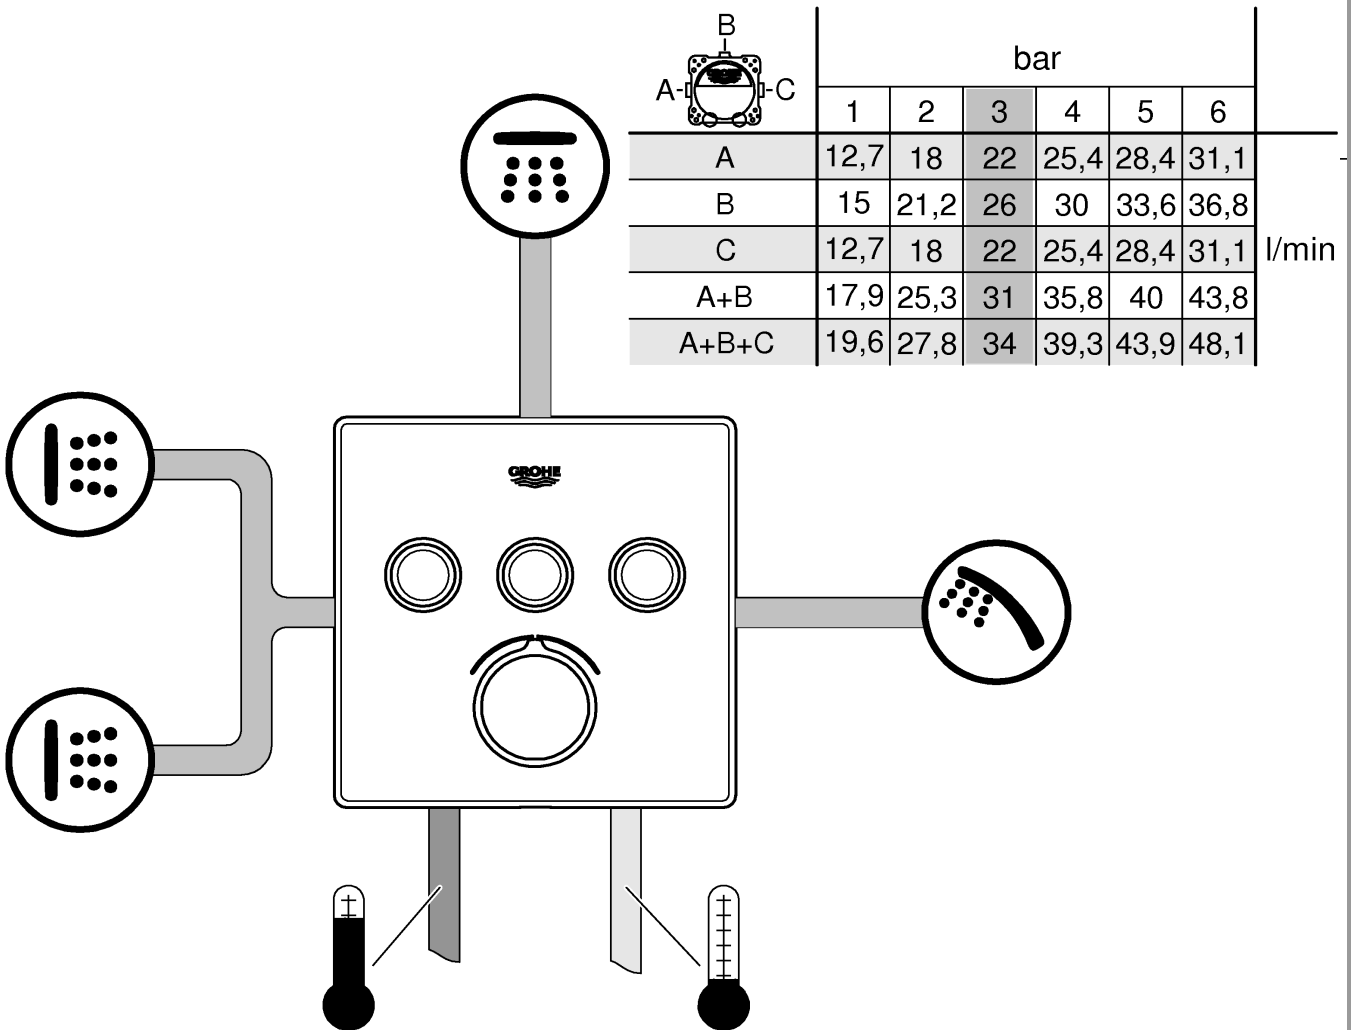 B
bar
A
C
1 2 3 4 5 6
A 12,7 18 22 25,4 28,4 31,1
B 15 21,2 26 30 33,6 36,8
C 12,7 18 22 25,4 28,4 31,1 l/min
A+B 17,9 25,3 31 35,8 40 43,8
A+B+C 19,6 27,8 34 39,3 43,9 48,1
GROHE